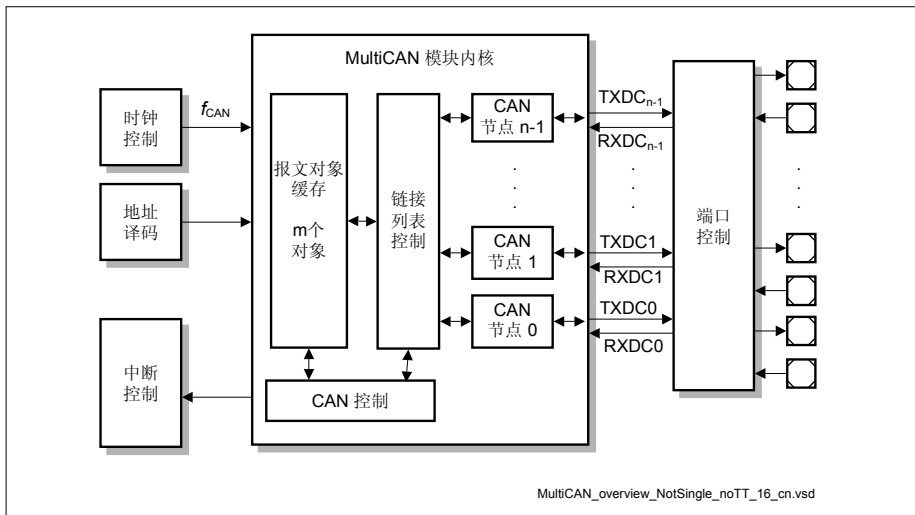 MultiCAN 模块内核
时钟
控制
fCAN
地址
译码
中断
控制
报文对象
缓存
m个
对象
链接
列表
控制
CAN
节点 n-1
CAN
节点 1
CAN
节点 0
CAN 控制
TXDCn-1
RXDCn-1
TXDC1
RXDC1
TXDC0
RXDC0
端口
控制
MultiCAN_overview_NotSingle_noTT_16_cn.vsd